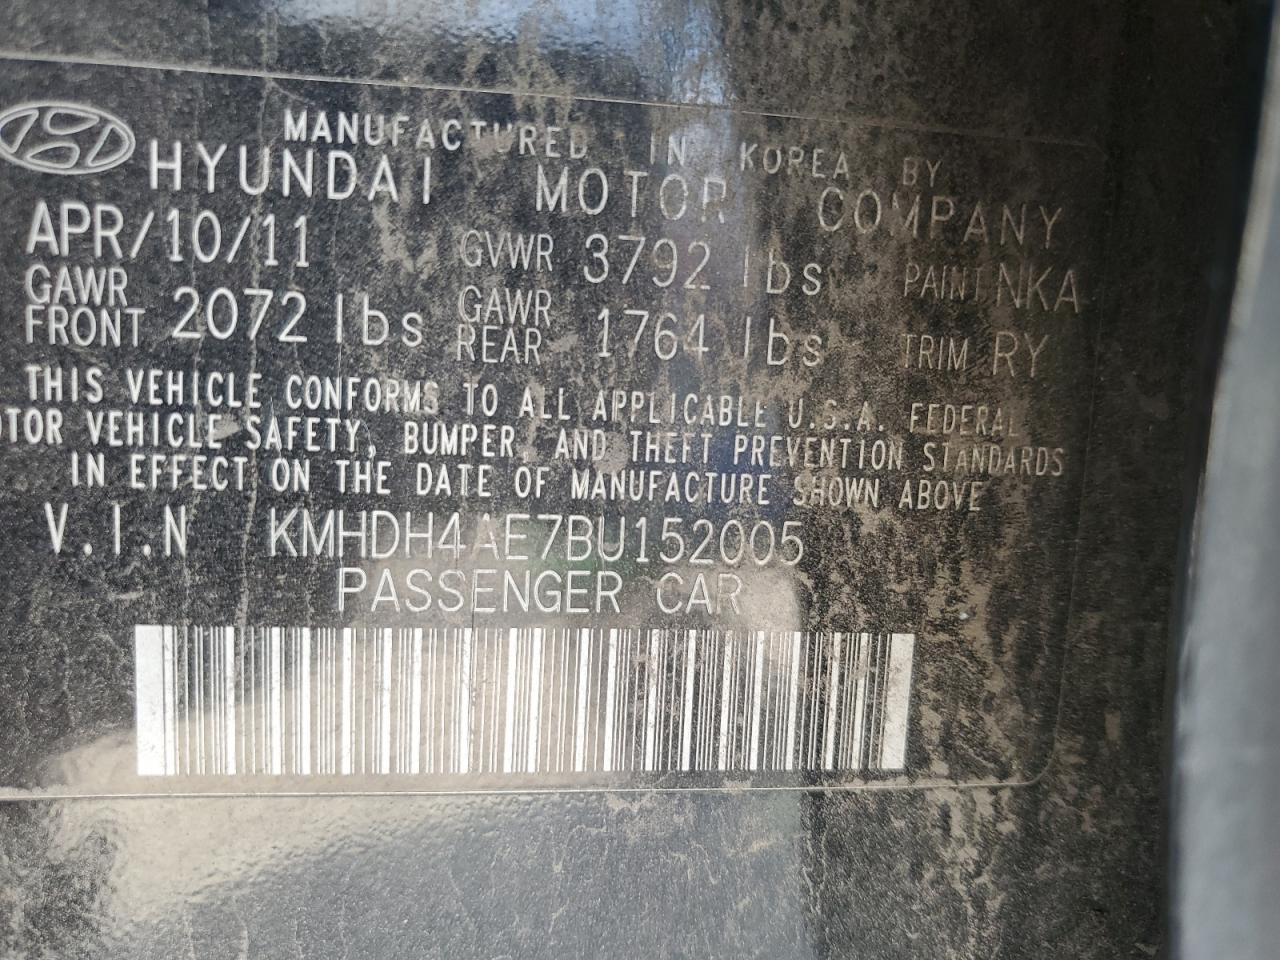 MANUFACTURED IN KOREA BY
HYUNDAI MOTOR COMPANY
APR/10/11 GVWR 3792 lbs PAINT NKA
GAWR FRONT 2072 lbs GAWR REAR 1764 lbs TRIM RY
THIS VEHICLE CONFORMS TO ALL APPLICABLE U.S.A. FEDERAL
OTOR VEHICLE SAFETY, BUMPER, AND THEFT PREVENTION STANDARDS
IN EFFECT ON THE DATE OF MANUFACTURE SHOWN ABOVE
V.I.N KMHDH4AE7BU152005
PASSENGER CAR